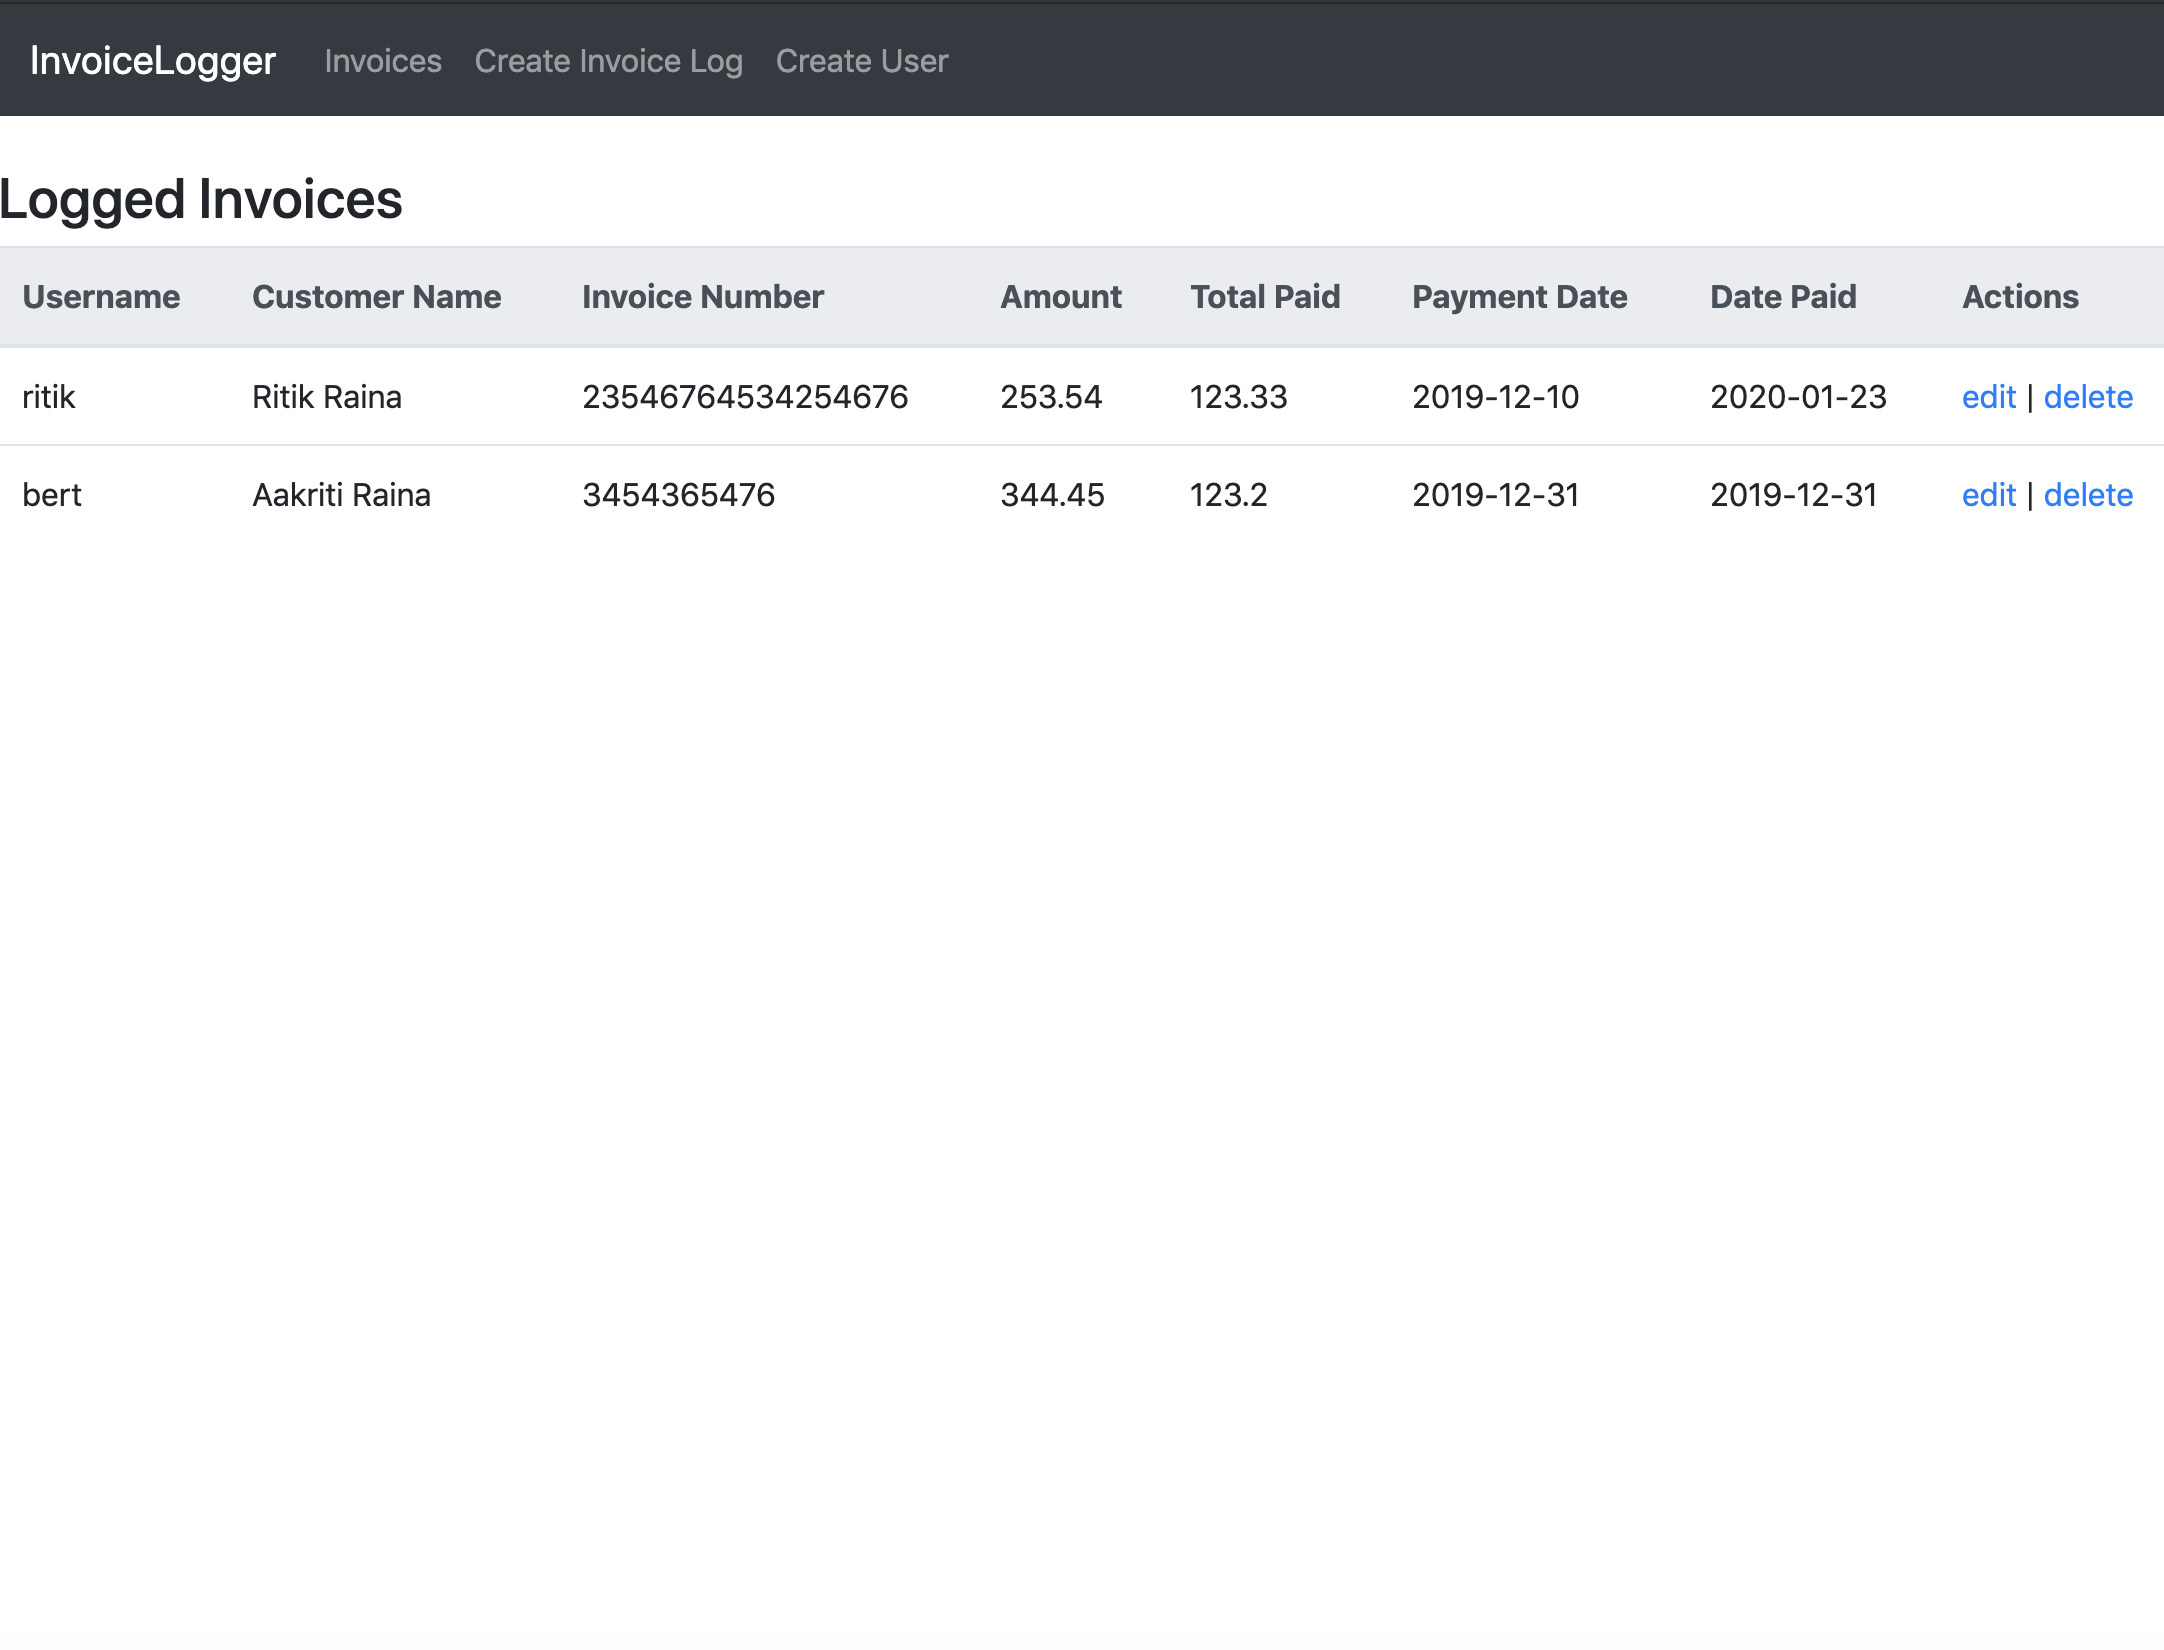 InvoiceLogger Invoices Create Invoice Log Create User
Logged Invoices
Username Customer Name Invoice Number Amount Total Paid Payment Date Date Paid Actions
ritik Ritik Raina 23546764534254676 253.54 123.33 2019-12-10 2020-01-23 edit | delete
bert Aakriti Raina 3454365476 344.45 123.2 2019-12-31 2019-12-31 edit | delete